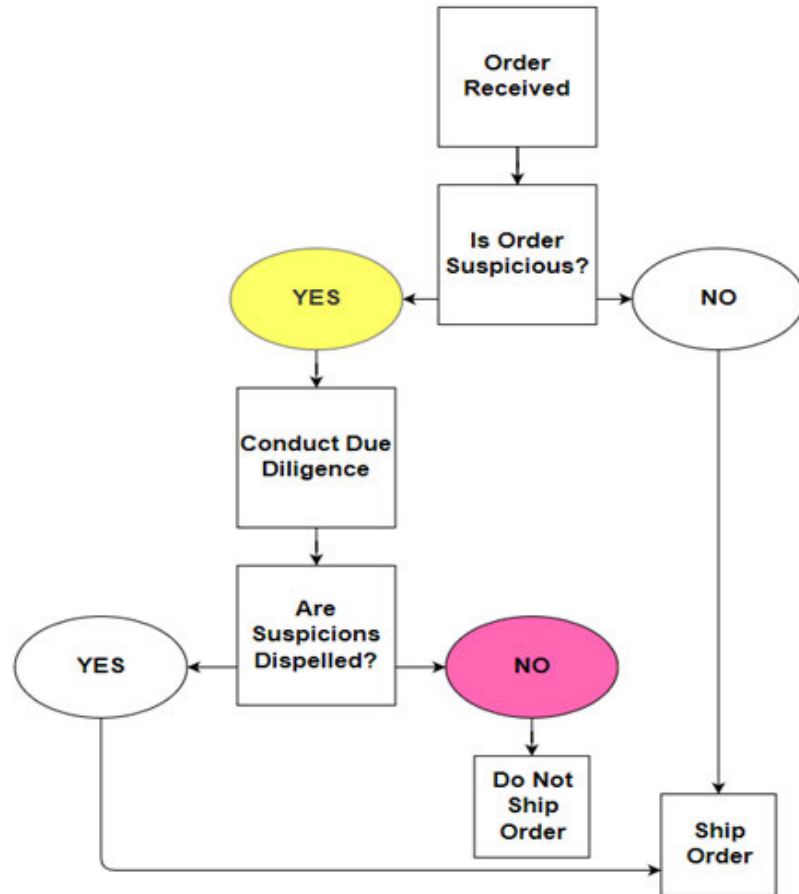 Order
Received
Is Order
Suspicious?
YES
NO
Conduct Due
Diligence
Are
Suspicions
Dispelled?
YES
NO
Do Not
Ship
Order
Ship
Order